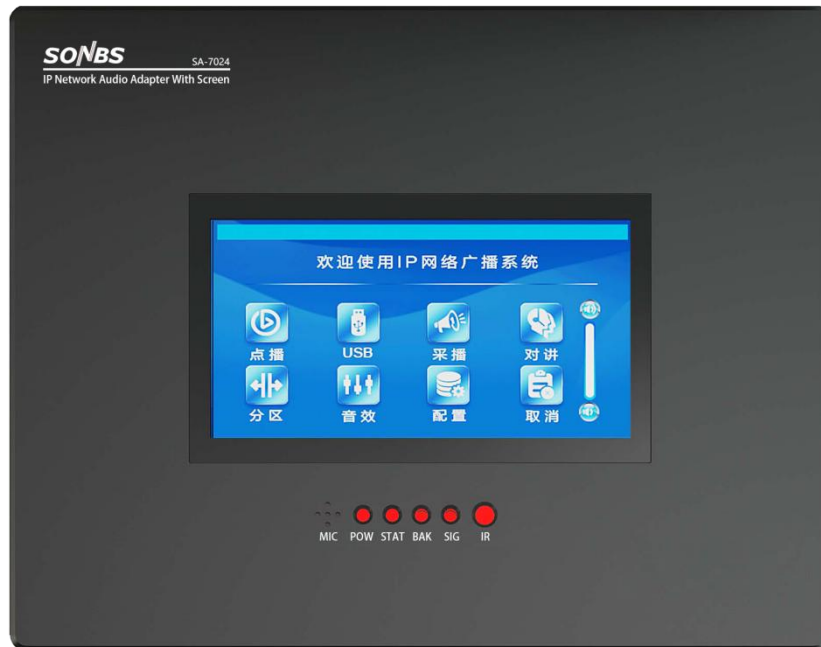 SONBS
SA-7024
IP Network Audio Adapter With Screen
欢迎使用IP网络广播系统
点播 USB 采播 对讲
分区 音效 配置 取消
MIC POW STAT BAK SIG IR